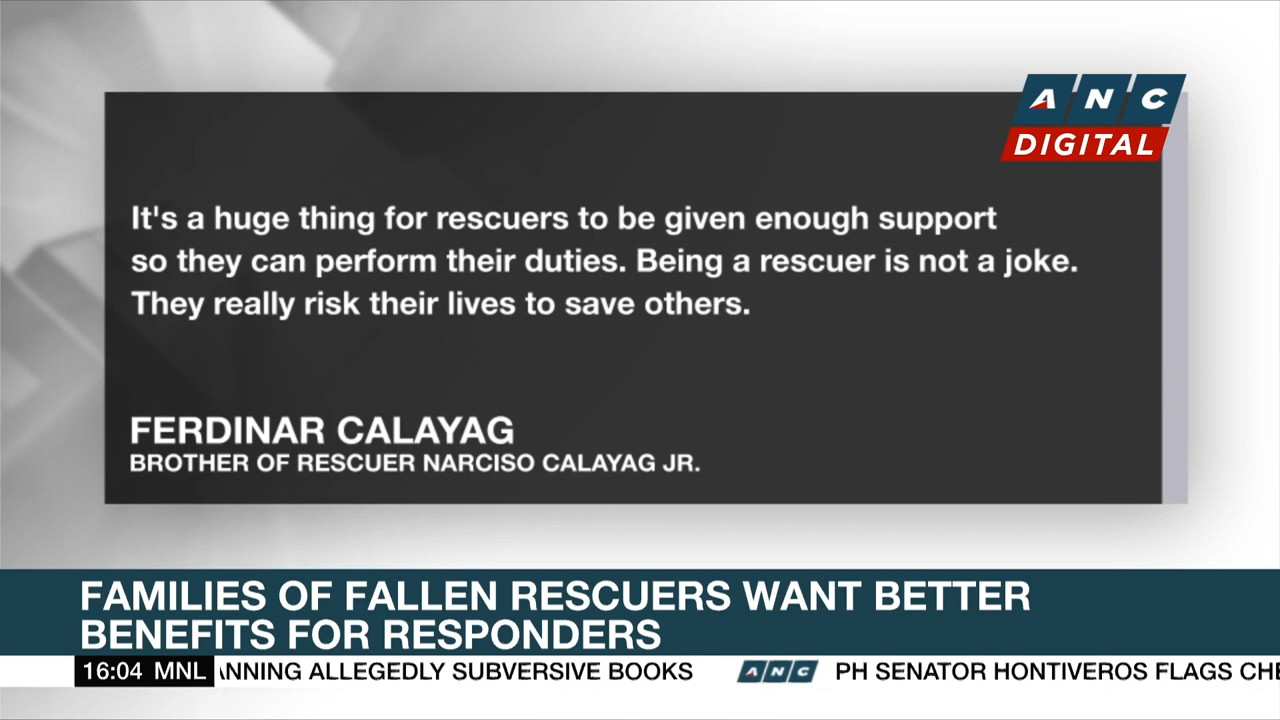 ANC
DIGITAL
It's a huge thing for rescuers to be given enough support
so they can perform their duties. Being a rescuer is not a joke.
They really risk their lives to save others.
FERDINAR CALAYAG
BROTHER OF RESCUER NARCISO CALAYAG JR.
FAMILIES OF FALLEN RESCUERS WANT BETTER
BENEFITS FOR RESPONDERS
16:04 MNL ALLEGEDLY SUBVERSIVE BOOKS ANC PH SENATOR HONTIVEROS FLAGS